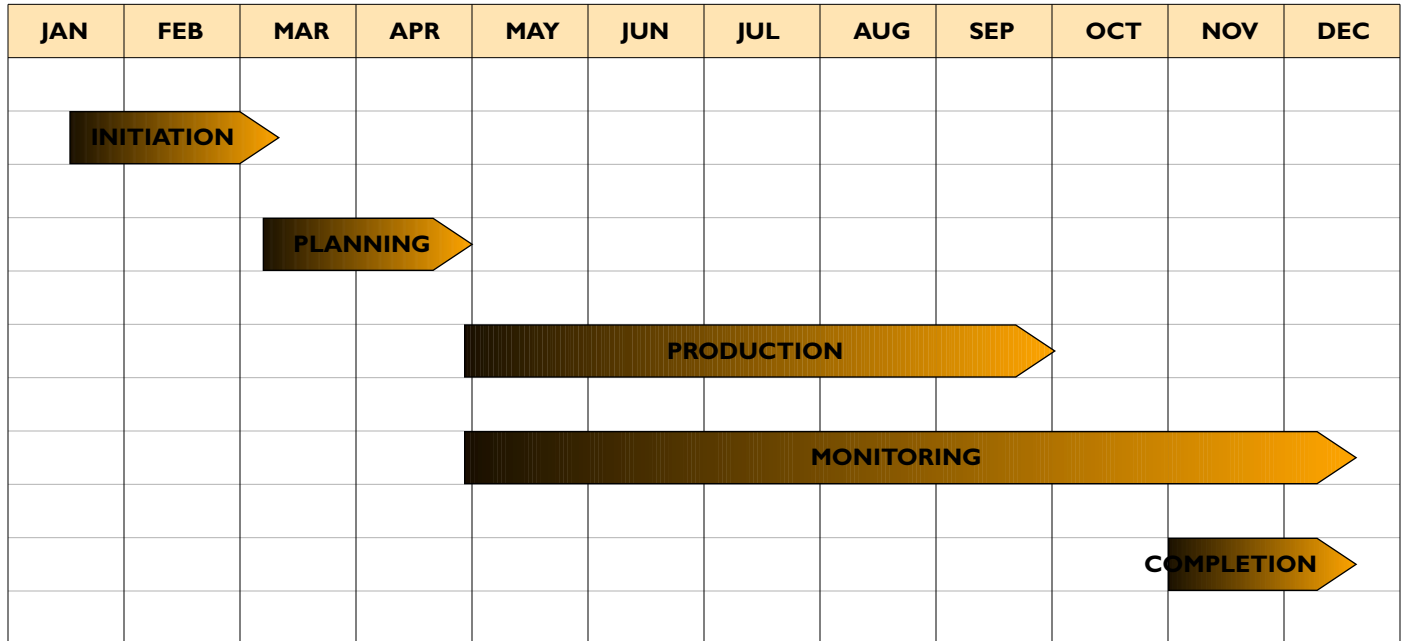 JAN FEB MAR APR MAY JUN JUL AUG SEP OCT NOV DEC
INITIATION
PLANNING
PRODUCTION
MONITORING
COMPLETION